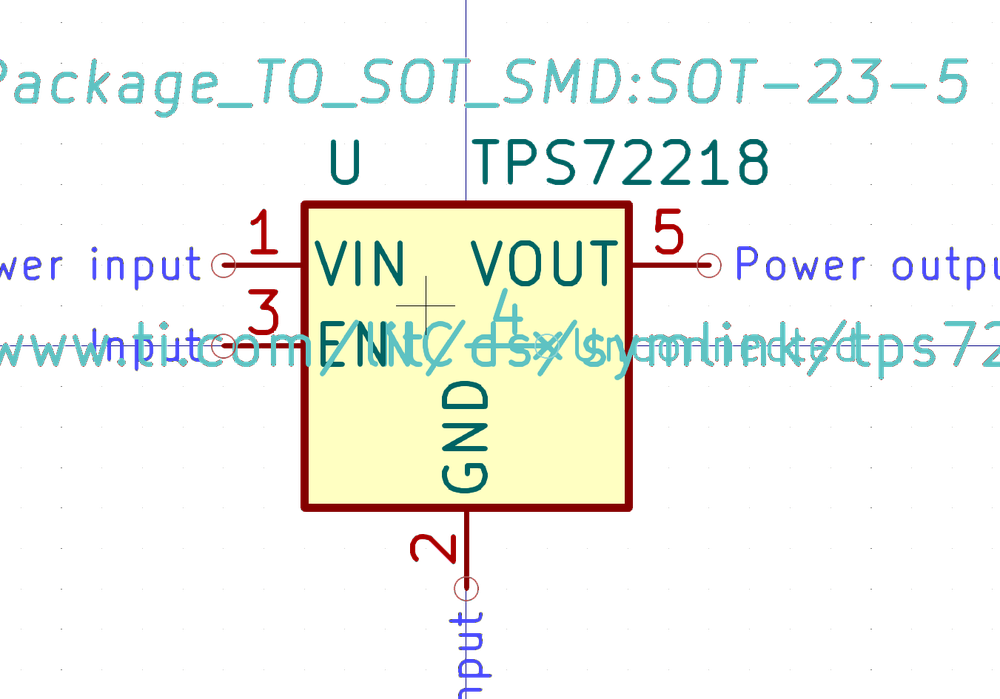 Package_TO_SOT_SMD:SOT-23-5
U TPS72218
1 5
wer input VIN VOUT Power outpu
3 4
Input EN NC Unconnected
www.ti.com/lit/ds/symlink/tps72
GND
2
nput